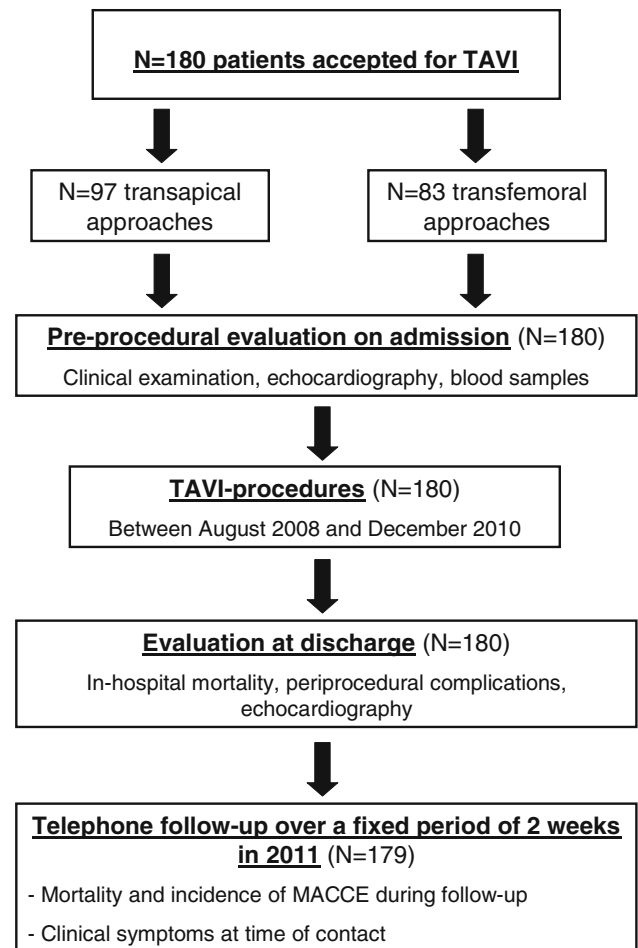 N=180 patients accepted for TAVI
N=97 transapical
approaches
N=83 transfemoral
approaches
Pre-procedural evaluation on admission (N=180)
Clinical examination, echocardiography, blood samples
TAVI-procedures (N=180)
Between August 2008 and December 2010
Evaluation at discharge (N=180)
In-hospital mortality, periprocedural complications,
echocardiography
Telephone follow-up over a fixed period of 2 weeks
in 2011 (N=179)
- Mortality and incidence of MACCE during follow-up
- Clinical symptoms at time of contact